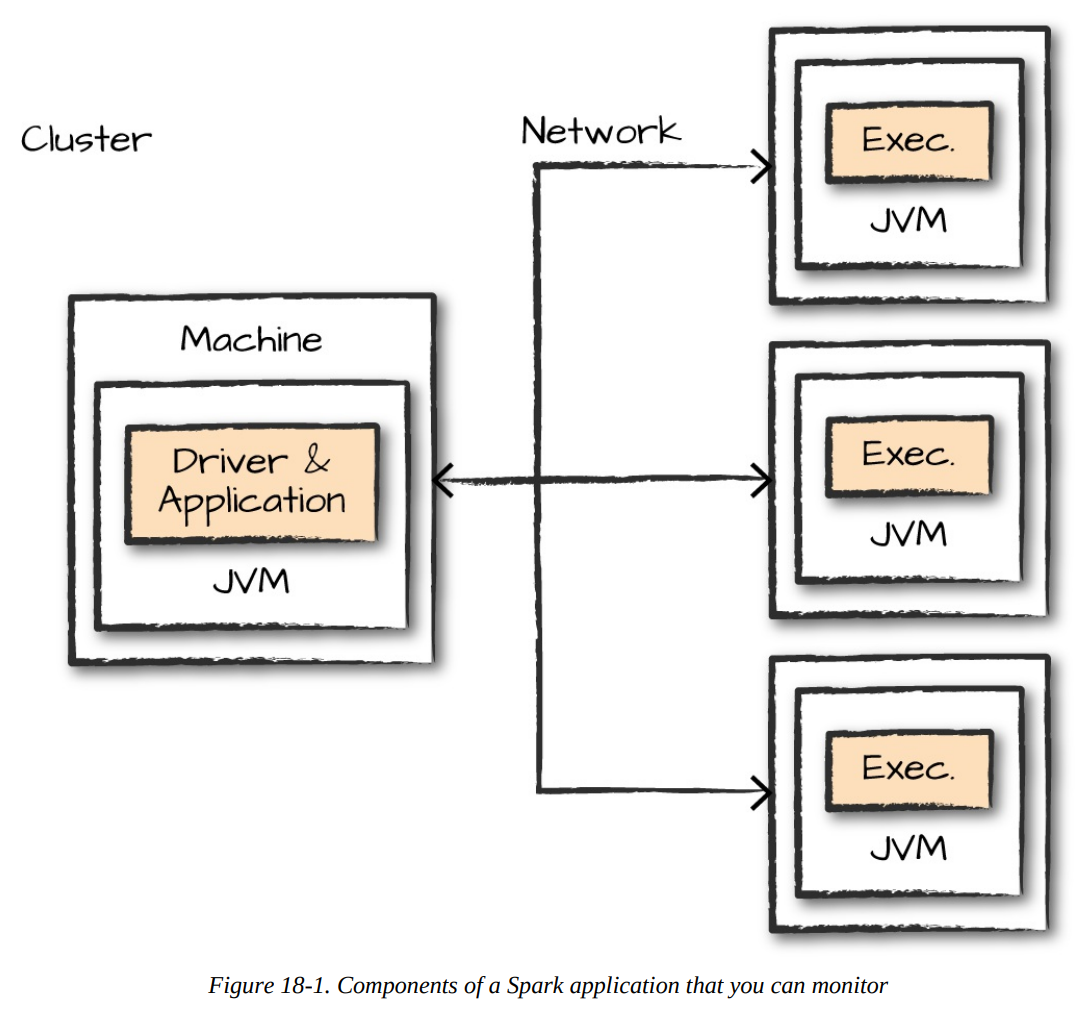 Cluster
Network
Machine
Driver &
Application
JVM
Exec.
JVM
Exec.
JVM
Exec.
JVM
Figure 18-1. Components of a Spark application that you can monitor